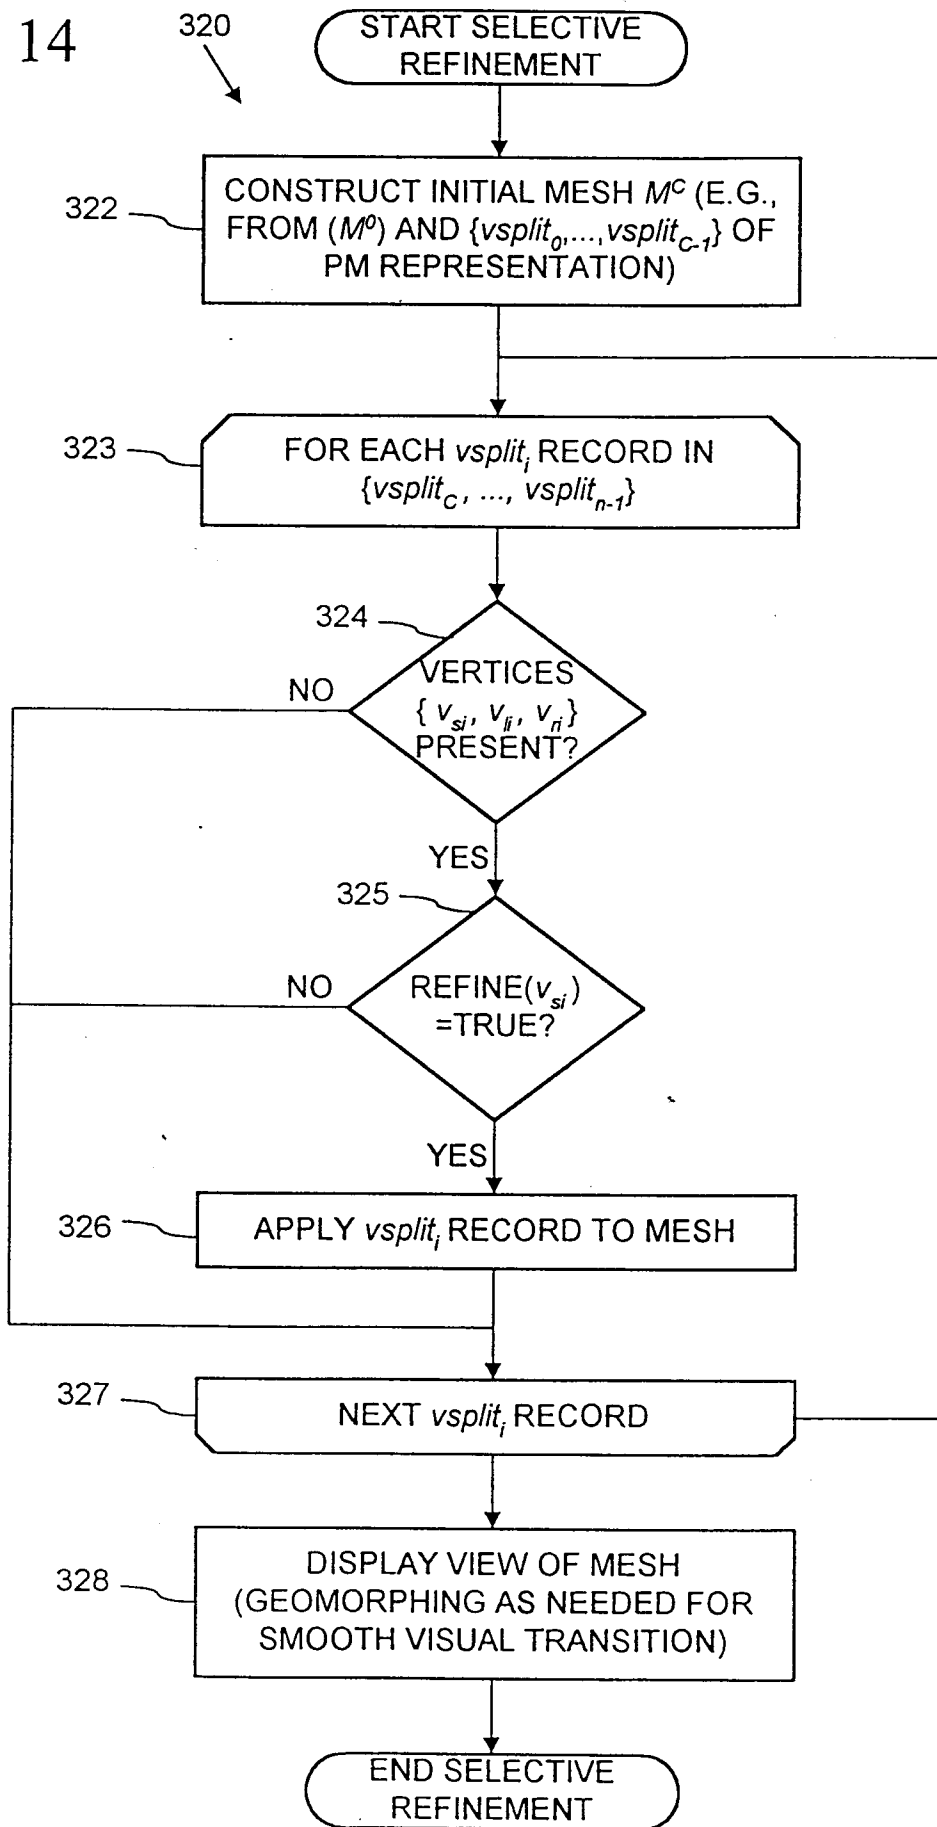 14
320
START SELECTIVE
REFINEMENT
322
CONSTRUCT INITIAL MESH M^C (E.G.,
FROM (M^0) AND {vsplit_0,...,vsplit_C-1} OF
PM REPRESENTATION)
323
FOR EACH vsplit_i RECORD IN
{vsplit_C, ..., vsplit_n-1}
324
NO
VERTICES
{ v_si, v_li, v_ri }
PRESENT?
YES
325
NO
REFINE(v_si)
=TRUE?
YES
326
APPLY vsplit_i RECORD TO MESH
327
NEXT vsplit_i RECORD
328
DISPLAY VIEW OF MESH
(GEOMORPHING AS NEEDED FOR
SMOOTH VISUAL TRANSITION)
END SELECTIVE
REFINEMENT